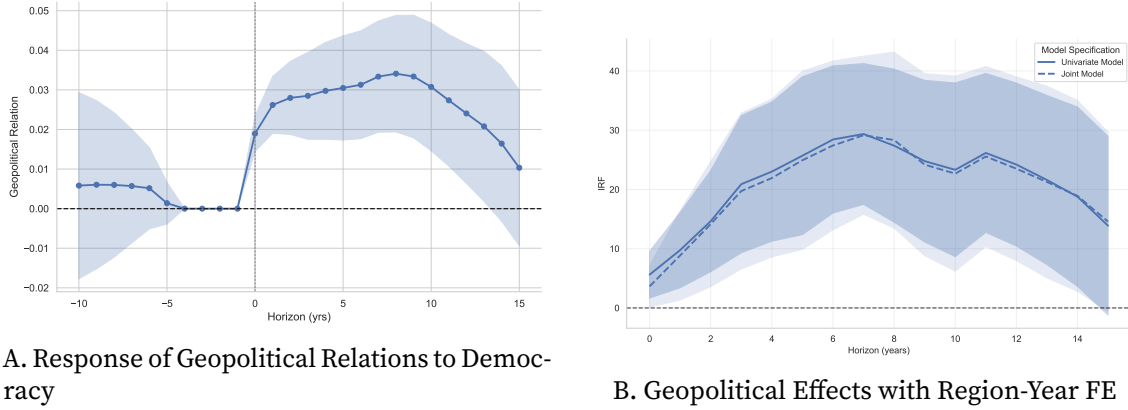 0.05
0.04
0.03
0.02
0.01
0.00
−0.01
−0.02
Geopolitical Relation
−10
−5
0
5
10
15
Horizon (yrs)
A. Response of Geopolitical Relations to Democ-
racy
40
30
20
10
0
IRF
Model Specification
Univariate Model
Joint Model
0
2
4
6
8
10
12
14
Horizon (years)
B. Geopolitical Effects with Region-Year FE